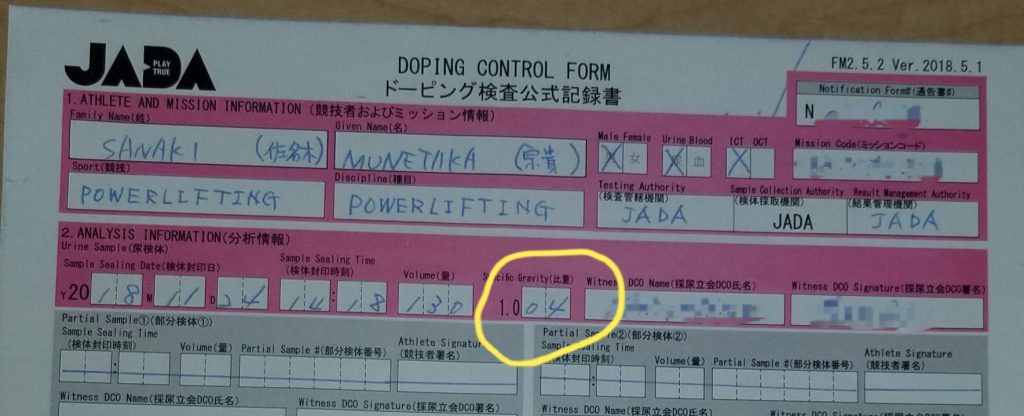 JADA PLAY TRUE
DOPING CONTROL FORM
ドーピング検査公式記録書
FM2.5.2 Ver.2018.5.1
Notification Form#(通告書#)
N
1. ATHLETE AND MISSION INFORMATION (競技者およびミッション情報)
Family Name(姓) Given Name(名) Male Female Urine Blood ICT OCT Mission Code(ミッションコード)
SANAKI (佐名木) MUNETAKA (宗貴) 女 血
Sport(競技) Discipline(種目) Testing Authority (検査管轄機関) Sample Collection Authority (検体採取機関) Result Management Authority (結果管理機関)
POWERLIFTING POWERLIFTING JADA JADA JADA
2. ANALYSIS INFORMATION(分析情報)
Urine Sample(尿検体)
Sample Sealing Date(検体封印日) Sample Sealing Time (検体封印時刻) Volume(量) Specific Gravity(比重) Witness DCO Name(採尿立会DCO氏名) Witness DCO Signature(採尿立会DCO署名)
Y 2018 M 11 D 24 14:18 130 1.004
Partial Sample①(部分検体①) Partial Sample②(部分検体②)
Sample Sealing Time (検体封印時刻) Volume(量) Partial Sample #(部分検体番号) Athlete Signature (競技者署名) Sample Sealing Time (検体封印時刻) Volume(量) Partial Sample #(部分検体番号) Athlete Signature (競技者署名)
: :
Witness DCO Name(採尿立会DCO氏名) Witness DCO Signature(採尿立会DCO署名) Witness DCO Name(採尿立会DCO氏名) Witness DCO Signature(採尿立会DCO署名)